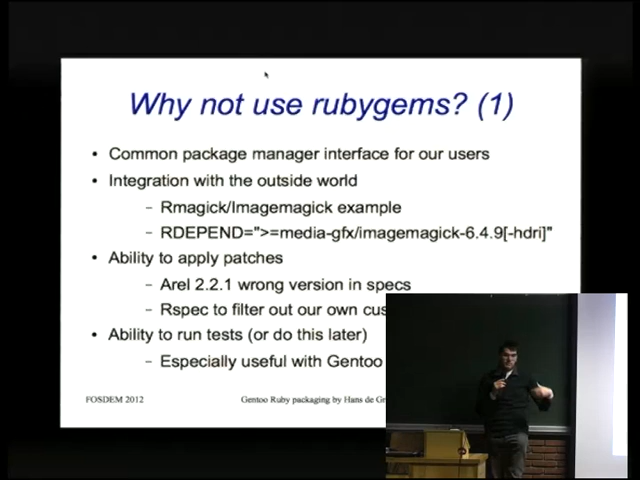 Why not use rubygems? (1)
• Common package manager interface for our users
• Integration with the outside world
– Rmagick/Imagemagick example
– RDEPEND=">=media-gfx/imagemagick-6.4.9[-hdri]"
• Ability to apply patches
– Arel 2.2.1 wrong version in specs
– Rspec to filter out our own
• Ability to run tests (or do this later)
– Especially useful with Gentoo
FOSDEM 2012
Gentoo Ruby packaging by Hans de